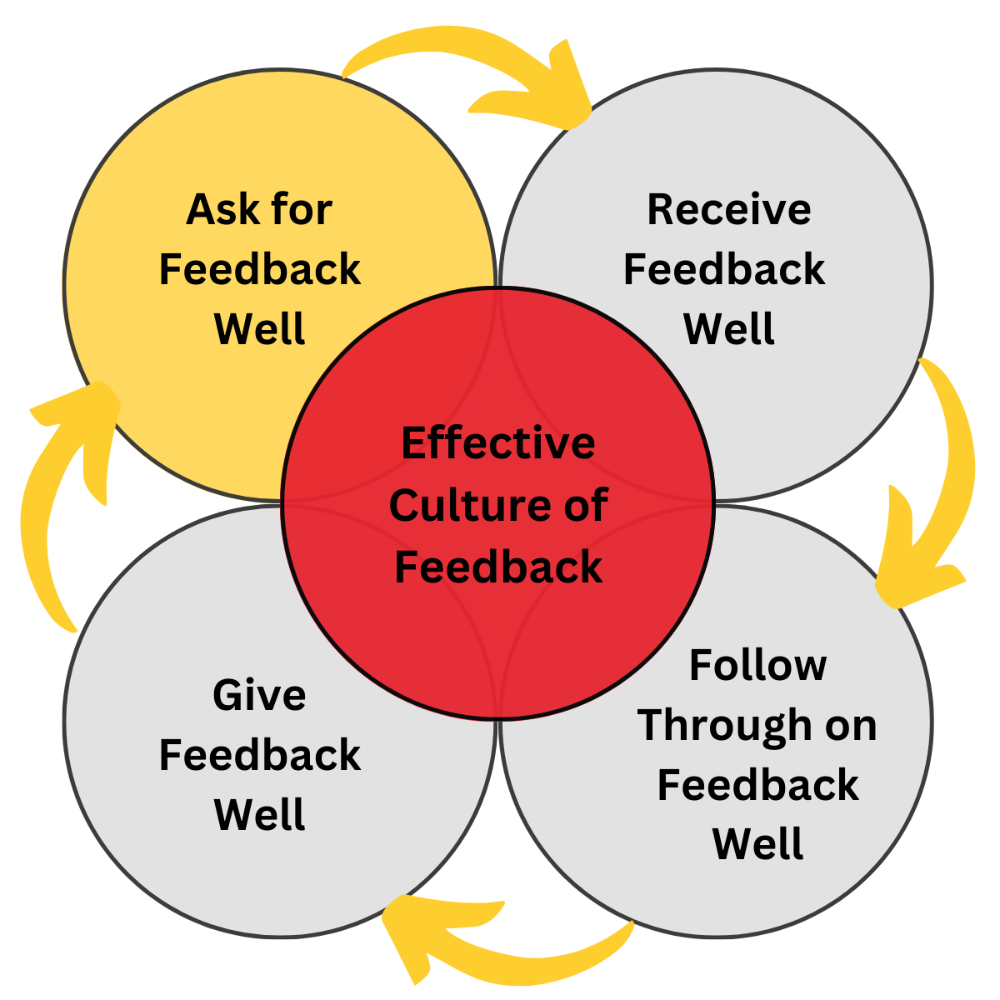 Ask for
Feedback
Well
Receive
Feedback
Well
Effective
Culture of
Feedback
Give
Feedback
Well
Follow
Through on
Feedback
Well